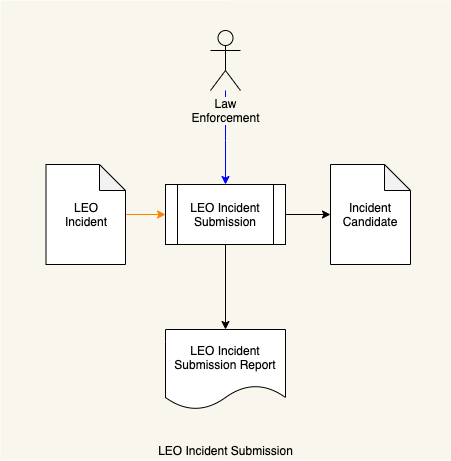 Law
Enforcement
LEO
Incident
LEO Incident
Submission
Incident
Candidate
LEO Incident
Submission Report
LEO Incident Submission